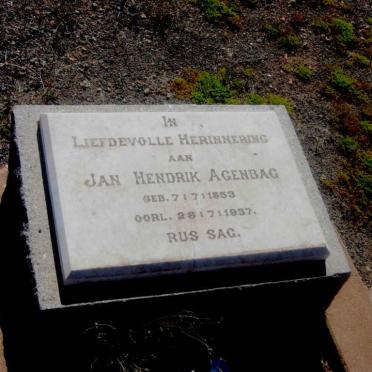 IN
LIEFDEVOLLE HERINNERING
AAN
JAN HENDRIK AGENBAG
GEB. 7:7:1853
OORL. 28:7:1937.
RUS SAG.